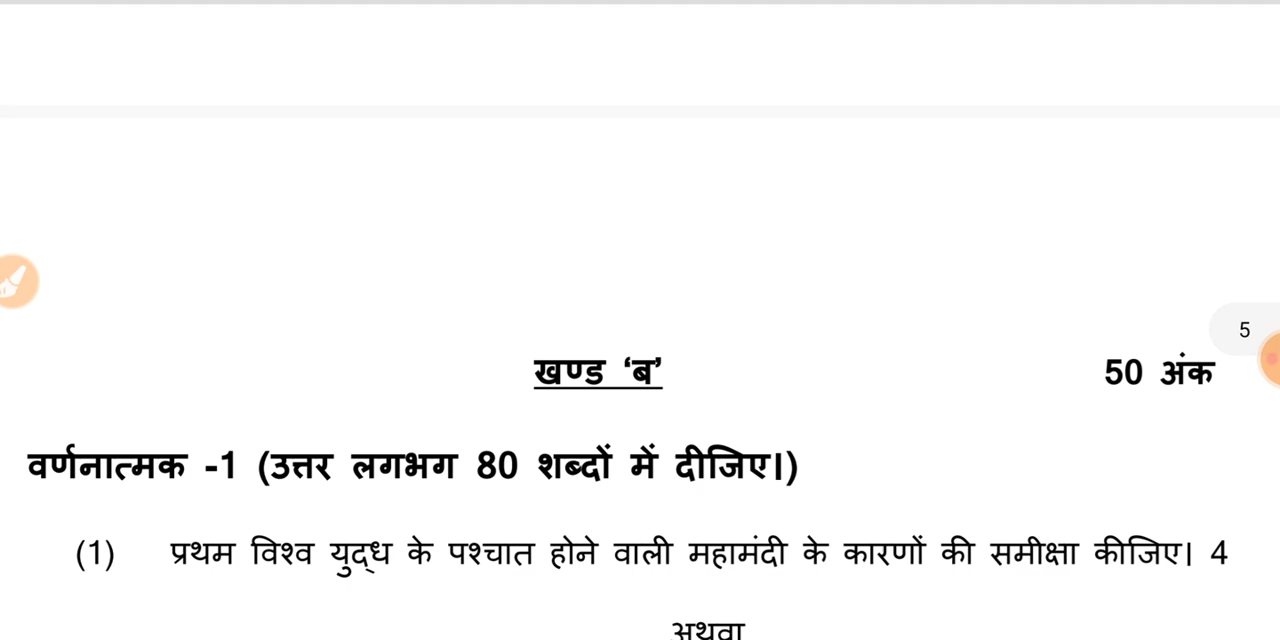 5
खण्ड ‘ब’ 50 अंक
वर्णनात्मक -1 (उत्तर लगभग 80 शब्दों में दीजिए।)
(1) प्रथम विश्व युद्ध के पश्चात होने वाली महामंदी के कारणों की समीक्षा कीजिए। 4
अथवा